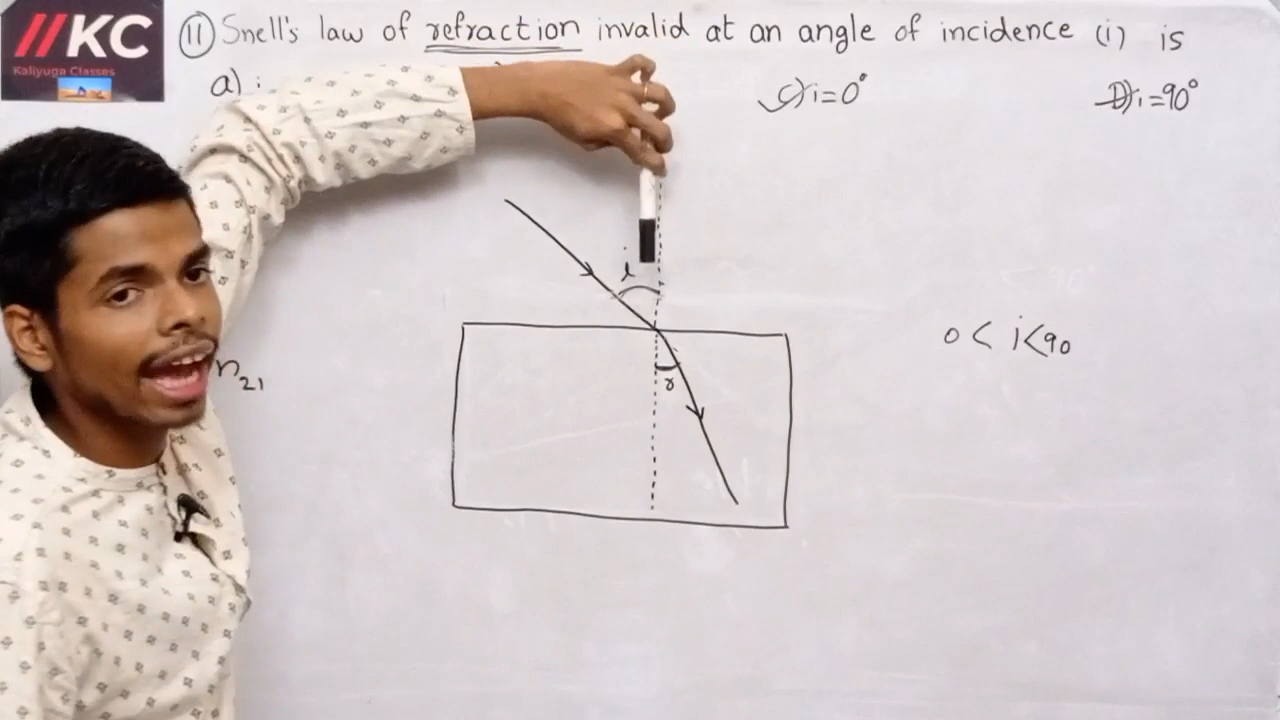 //KC
Kaliyuga Classes
11 Snell's law of refraction invalid at an angle of incidence (i) is
a) C) i=0° D) i=90°
i
0 < i < 90
r
n21